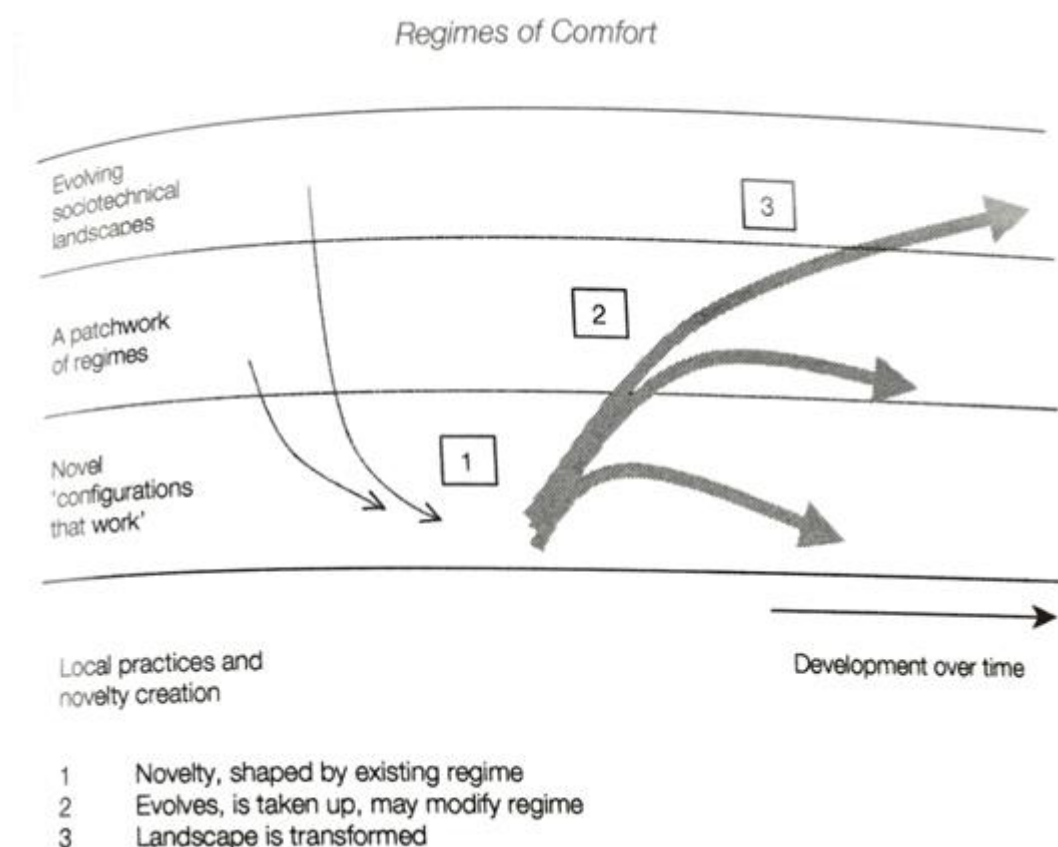 Regimes of Comfort
Evolving
sociotechnical
landscapes
3
2
A patchwork
of regimes
1
Novel
'configurations
that work'
Local practices and
novelty creation
Development over time
1 Novelty, shaped by existing regime
2 Evolves, is taken up, may modify regime
3 Landscape is transformed